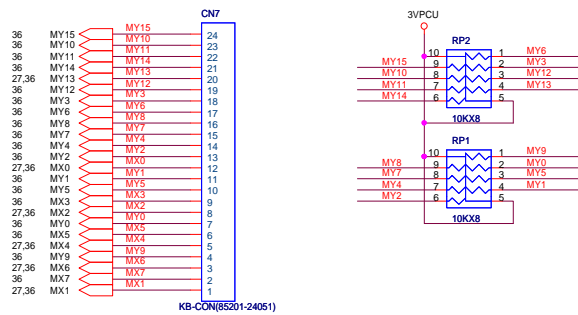 CN7
36 MY15 MY15 24
36 MY10 MY10 23
36 MY11 MY11 22
36 MY14 MY14 21
27,36 MY13 MY13 20
36 MY12 MY12 19
36 MY3 MY3 18
36 MY6 MY6 17
36 MY8 MY8 16
36 MY7 MY7 15
36 MY4 MY4 14
36 MY2 MY2 13
27,36 MX0 MX0 12
36 MY1 MY1 11
36 MY5 MY5 10
36 MX3 MX3 9
27,36 MX2 MX2 8
36 MY0 MY0 7
36 MX5 MX5 6
27,36 MX4 MX4 5
36 MY9 MY9 4
27,36 MX6 MX6 3
36 MX7 MX7 2
27,36 MX1 MX1 1
KB-CON(85201-24051)
3VPCU
RP2
10 1 MY6
MY15 9 2 MY3
MY10 8 3 MY12
MY11 7 4 MY13
MY14 6 5
10KX8
RP1
10 1 MY9
MY8 9 2 MY0
MY7 8 3 MY5
MY4 7 4 MY1
MY2 6 5
10KX8